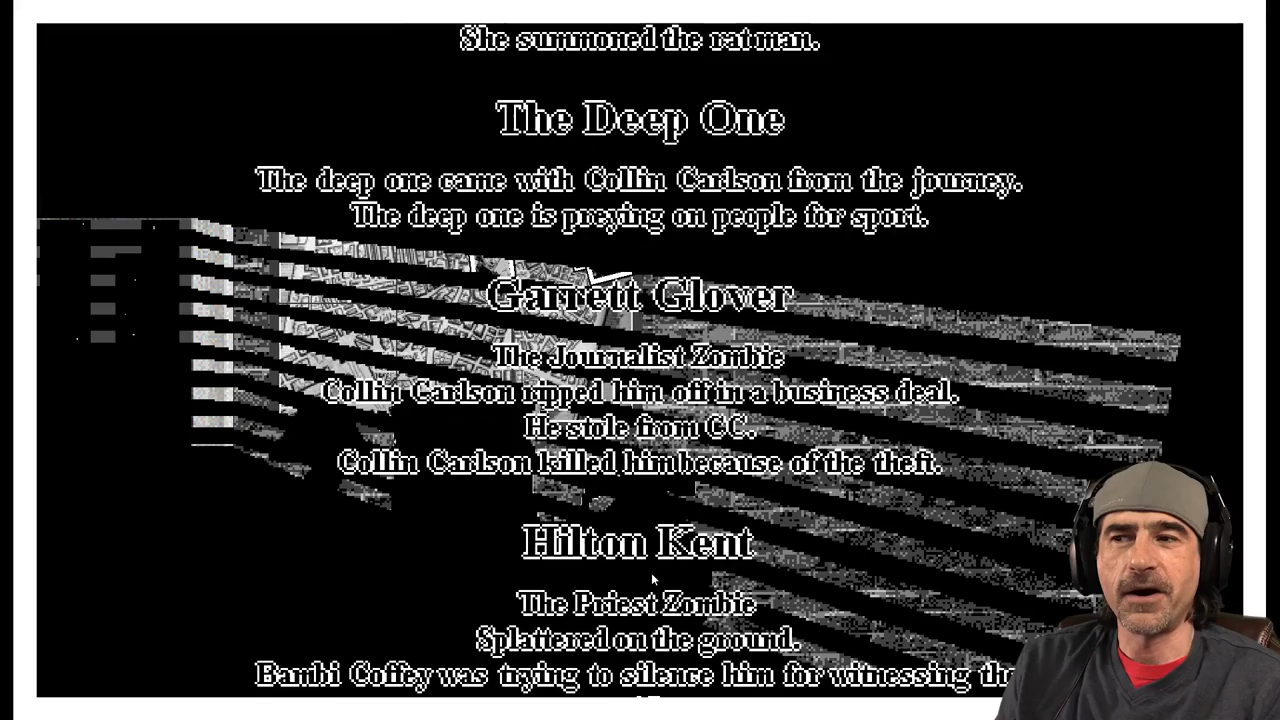 She summoned the rat man.
The Deep One
The deep one came with Collin Carlson from the journey.
The deep one is preying on people for sport.
Garrett Glover
The Journalist Zombie
Collin Carlson ripped him off in a business deal.
He stole from CC.
Collin Carlson killed him because of the theft.
Hilton Kent
The Priest Zombie
Splattered on the ground.
Bambi Coffey was trying to silence him for witnessing the